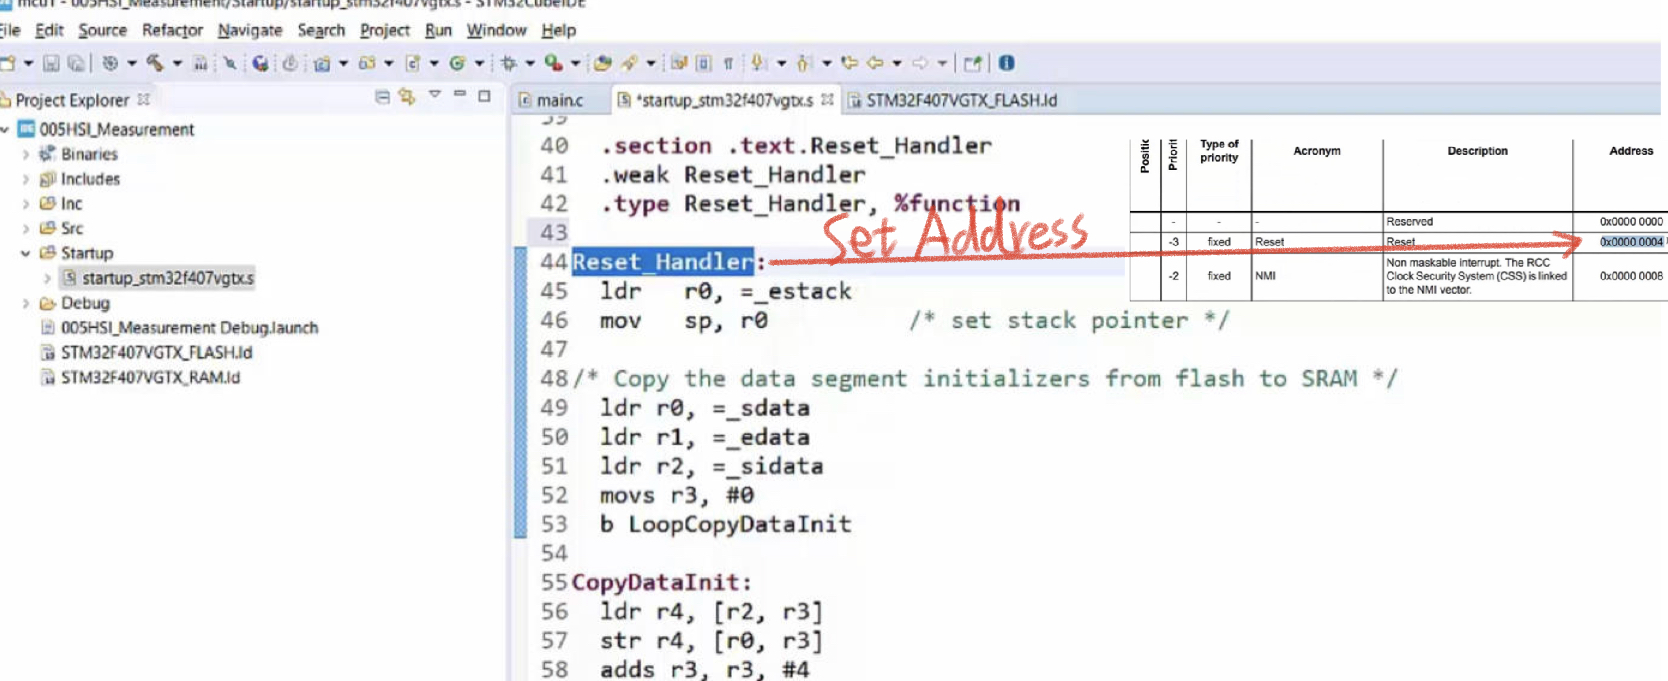 mcu1 - 005HSI_Measurement/Startup/startup_stm32f407vgtx.s - STM32CubeIDE
File Edit Source Refactor Navigate Search Project Run Window Help
Project Explorer
005HSI_Measurement
Binaries
Includes
Inc
Src
Startup
startup_stm32f407vgtx.s
Debug
005HSI_Measurement Debug.launch
STM32F407VGTX_FLASH.ld
STM32F407VGTX_RAM.ld
main.c *startup_stm32f407vgtx.s STM32F407VGTX_FLASH.ld
39
40 .section .text.Reset_Handler
41 .weak Reset_Handler
42 .type Reset_Handler, %function
43
44 Reset_Handler:
45 ldr r0, =_estack
46 mov sp, r0 /* set stack pointer */
47
48 /* Copy the data segment initializers from flash to SRAM */
49 ldr r0, =_sdata
50 ldr r1, =_edata
51 ldr r2, =_sidata
52 movs r3, #0
53 b LoopCopyDataInit
54
55 CopyDataInit:
56 ldr r4, [r2, r3]
57 str r4, [r0, r3]
58 adds r3, r3, #4
Set Address
Type of priority Acronym Description Address
- - - Reserved 0x0000 0000
-3 fixed Reset Reset 0x0000 0004
-2 fixed NMI Non maskable interrupt. The RCC
Clock Security System (CSS) is linked
to the NMI vector. 0x0000 0008